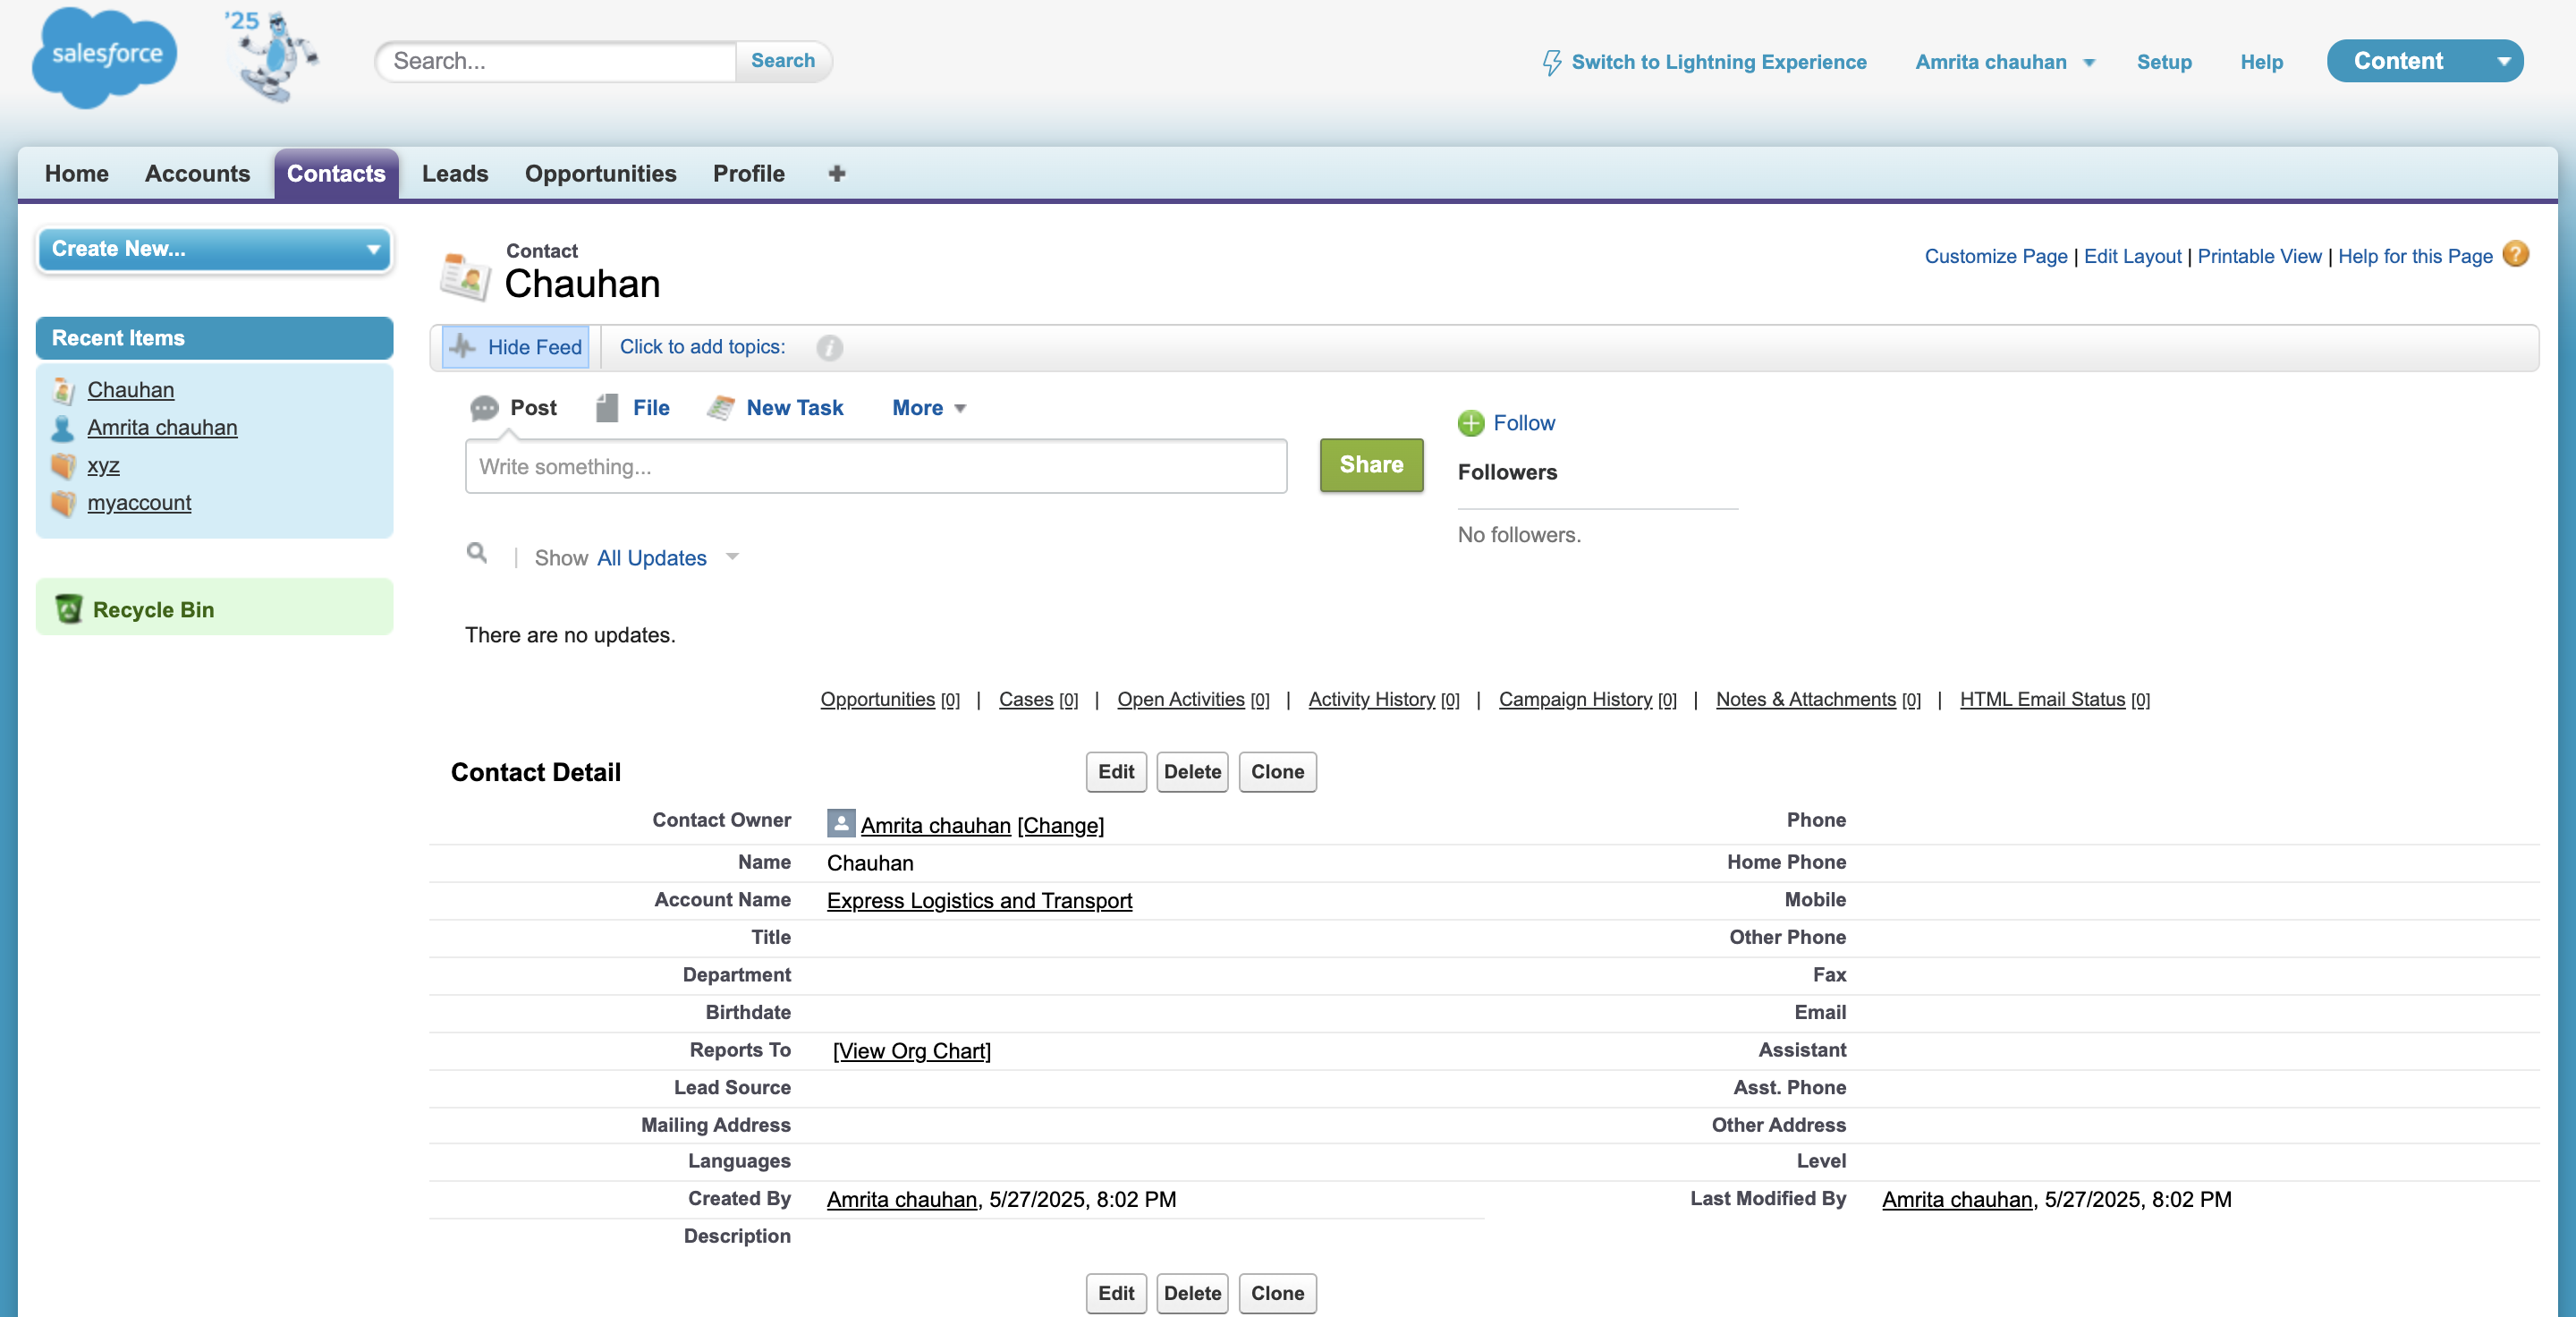 salesforce
'25
Search...
Search
Switch to Lightning Experience
Amrita chauhan
Setup
Help
Content
Home
Accounts
Contacts
Leads
Opportunities
Profile
+
Create New...
Recent Items
Chauhan
Amrita chauhan
xyz
myaccount
Recycle Bin
Contact
Chauhan
Customize Page | Edit Layout | Printable View | Help for this Page ?
Hide Feed
Click to add topics: i
Post
File
New Task
More
Write something...
Share
Follow
Followers
No followers.
| Show All Updates
There are no updates.
Opportunities [0] | Cases [0] | Open Activities [0] | Activity History [0] | Campaign History [0] | Notes & Attachments [0] | HTML Email Status [0]
Contact Detail
Edit
Delete
Clone
Contact Owner Amrita chauhan [Change]
Phone
Name Chauhan
Home Phone
Account Name Express Logistics and Transport
Mobile
Title
Other Phone
Department
Fax
Birthdate
Email
Reports To [View Org Chart]
Assistant
Lead Source
Asst. Phone
Mailing Address
Other Address
Languages
Level
Created By Amrita chauhan, 5/27/2025, 8:02 PM
Last Modified By Amrita chauhan, 5/27/2025, 8:02 PM
Description
Edit
Delete
Clone